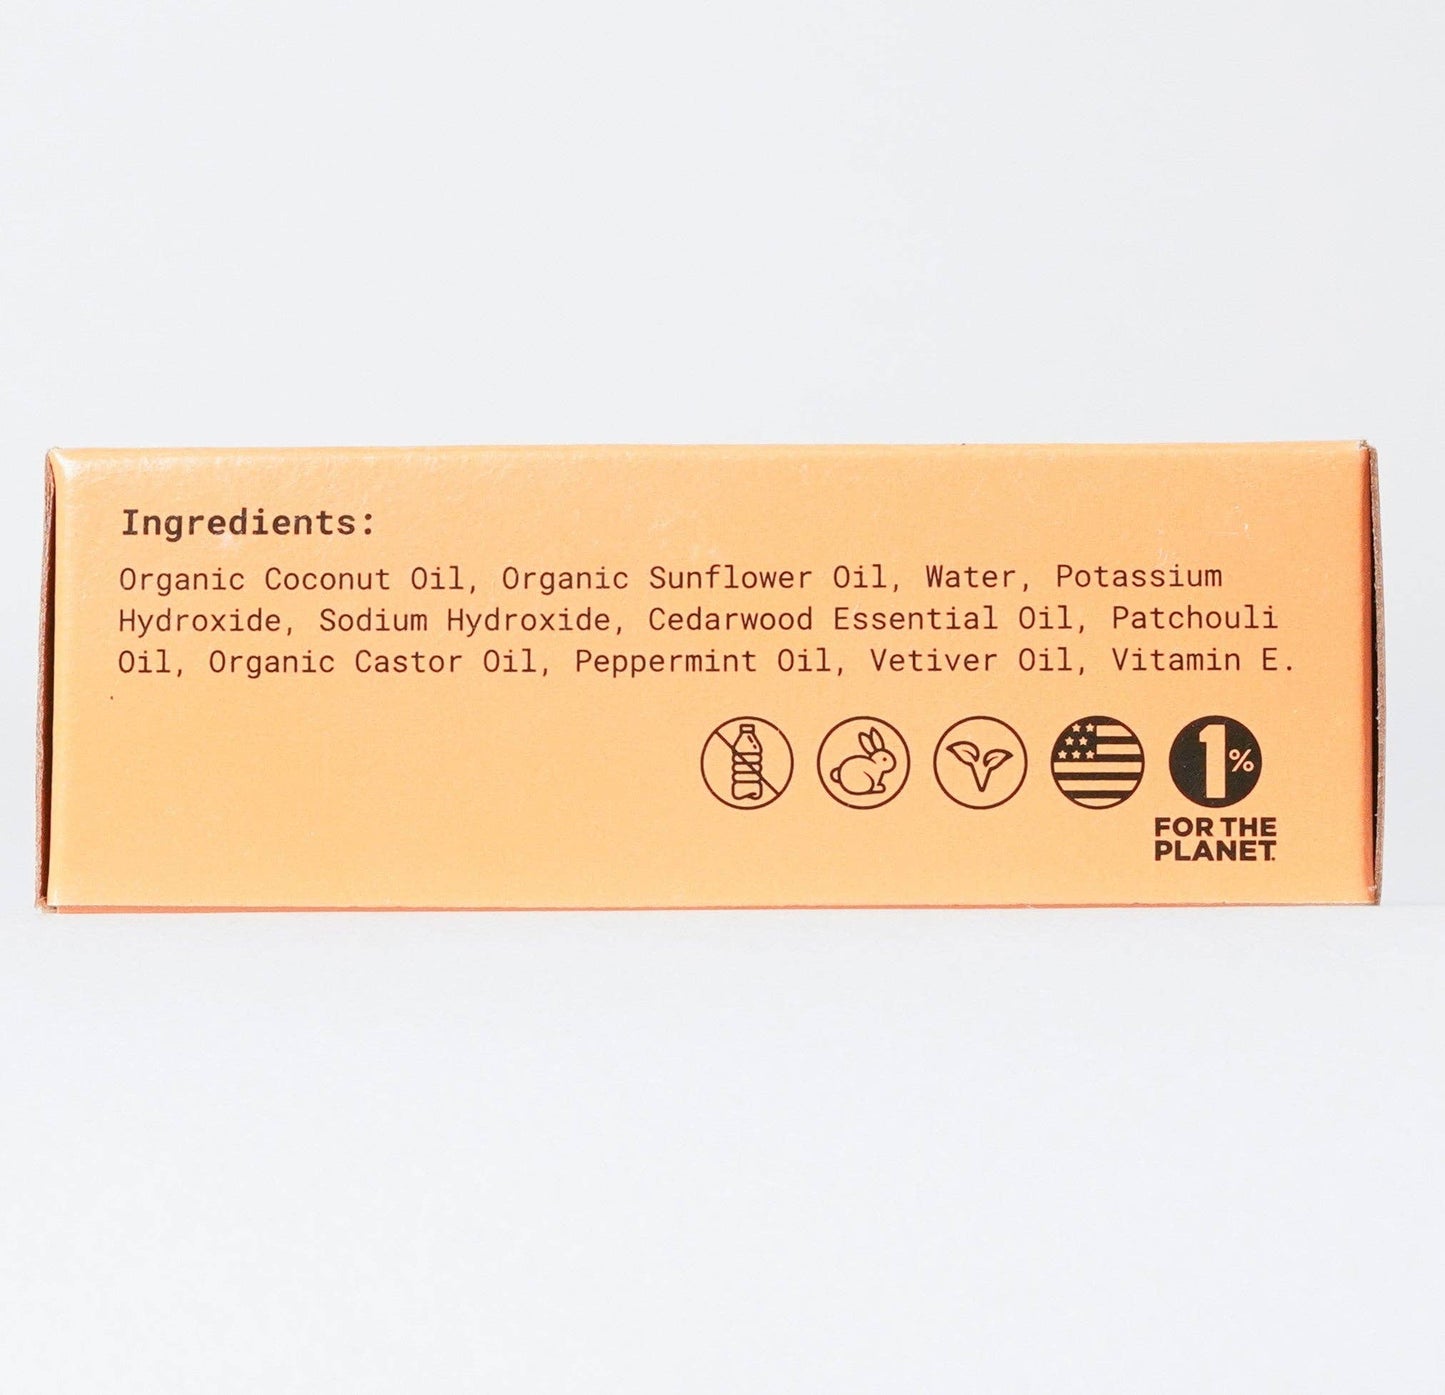 Ingredients:
Organic Coconut Oil, Organic Sunflower Oil, Water, Potassium
Hydroxide, Sodium Hydroxide, Cedarwood Essential Oil, Patchouli
Oil, Organic Castor Oil, Peppermint Oil, Vetiver Oil, Vitamin E.
1%
FOR THE
PLANET.